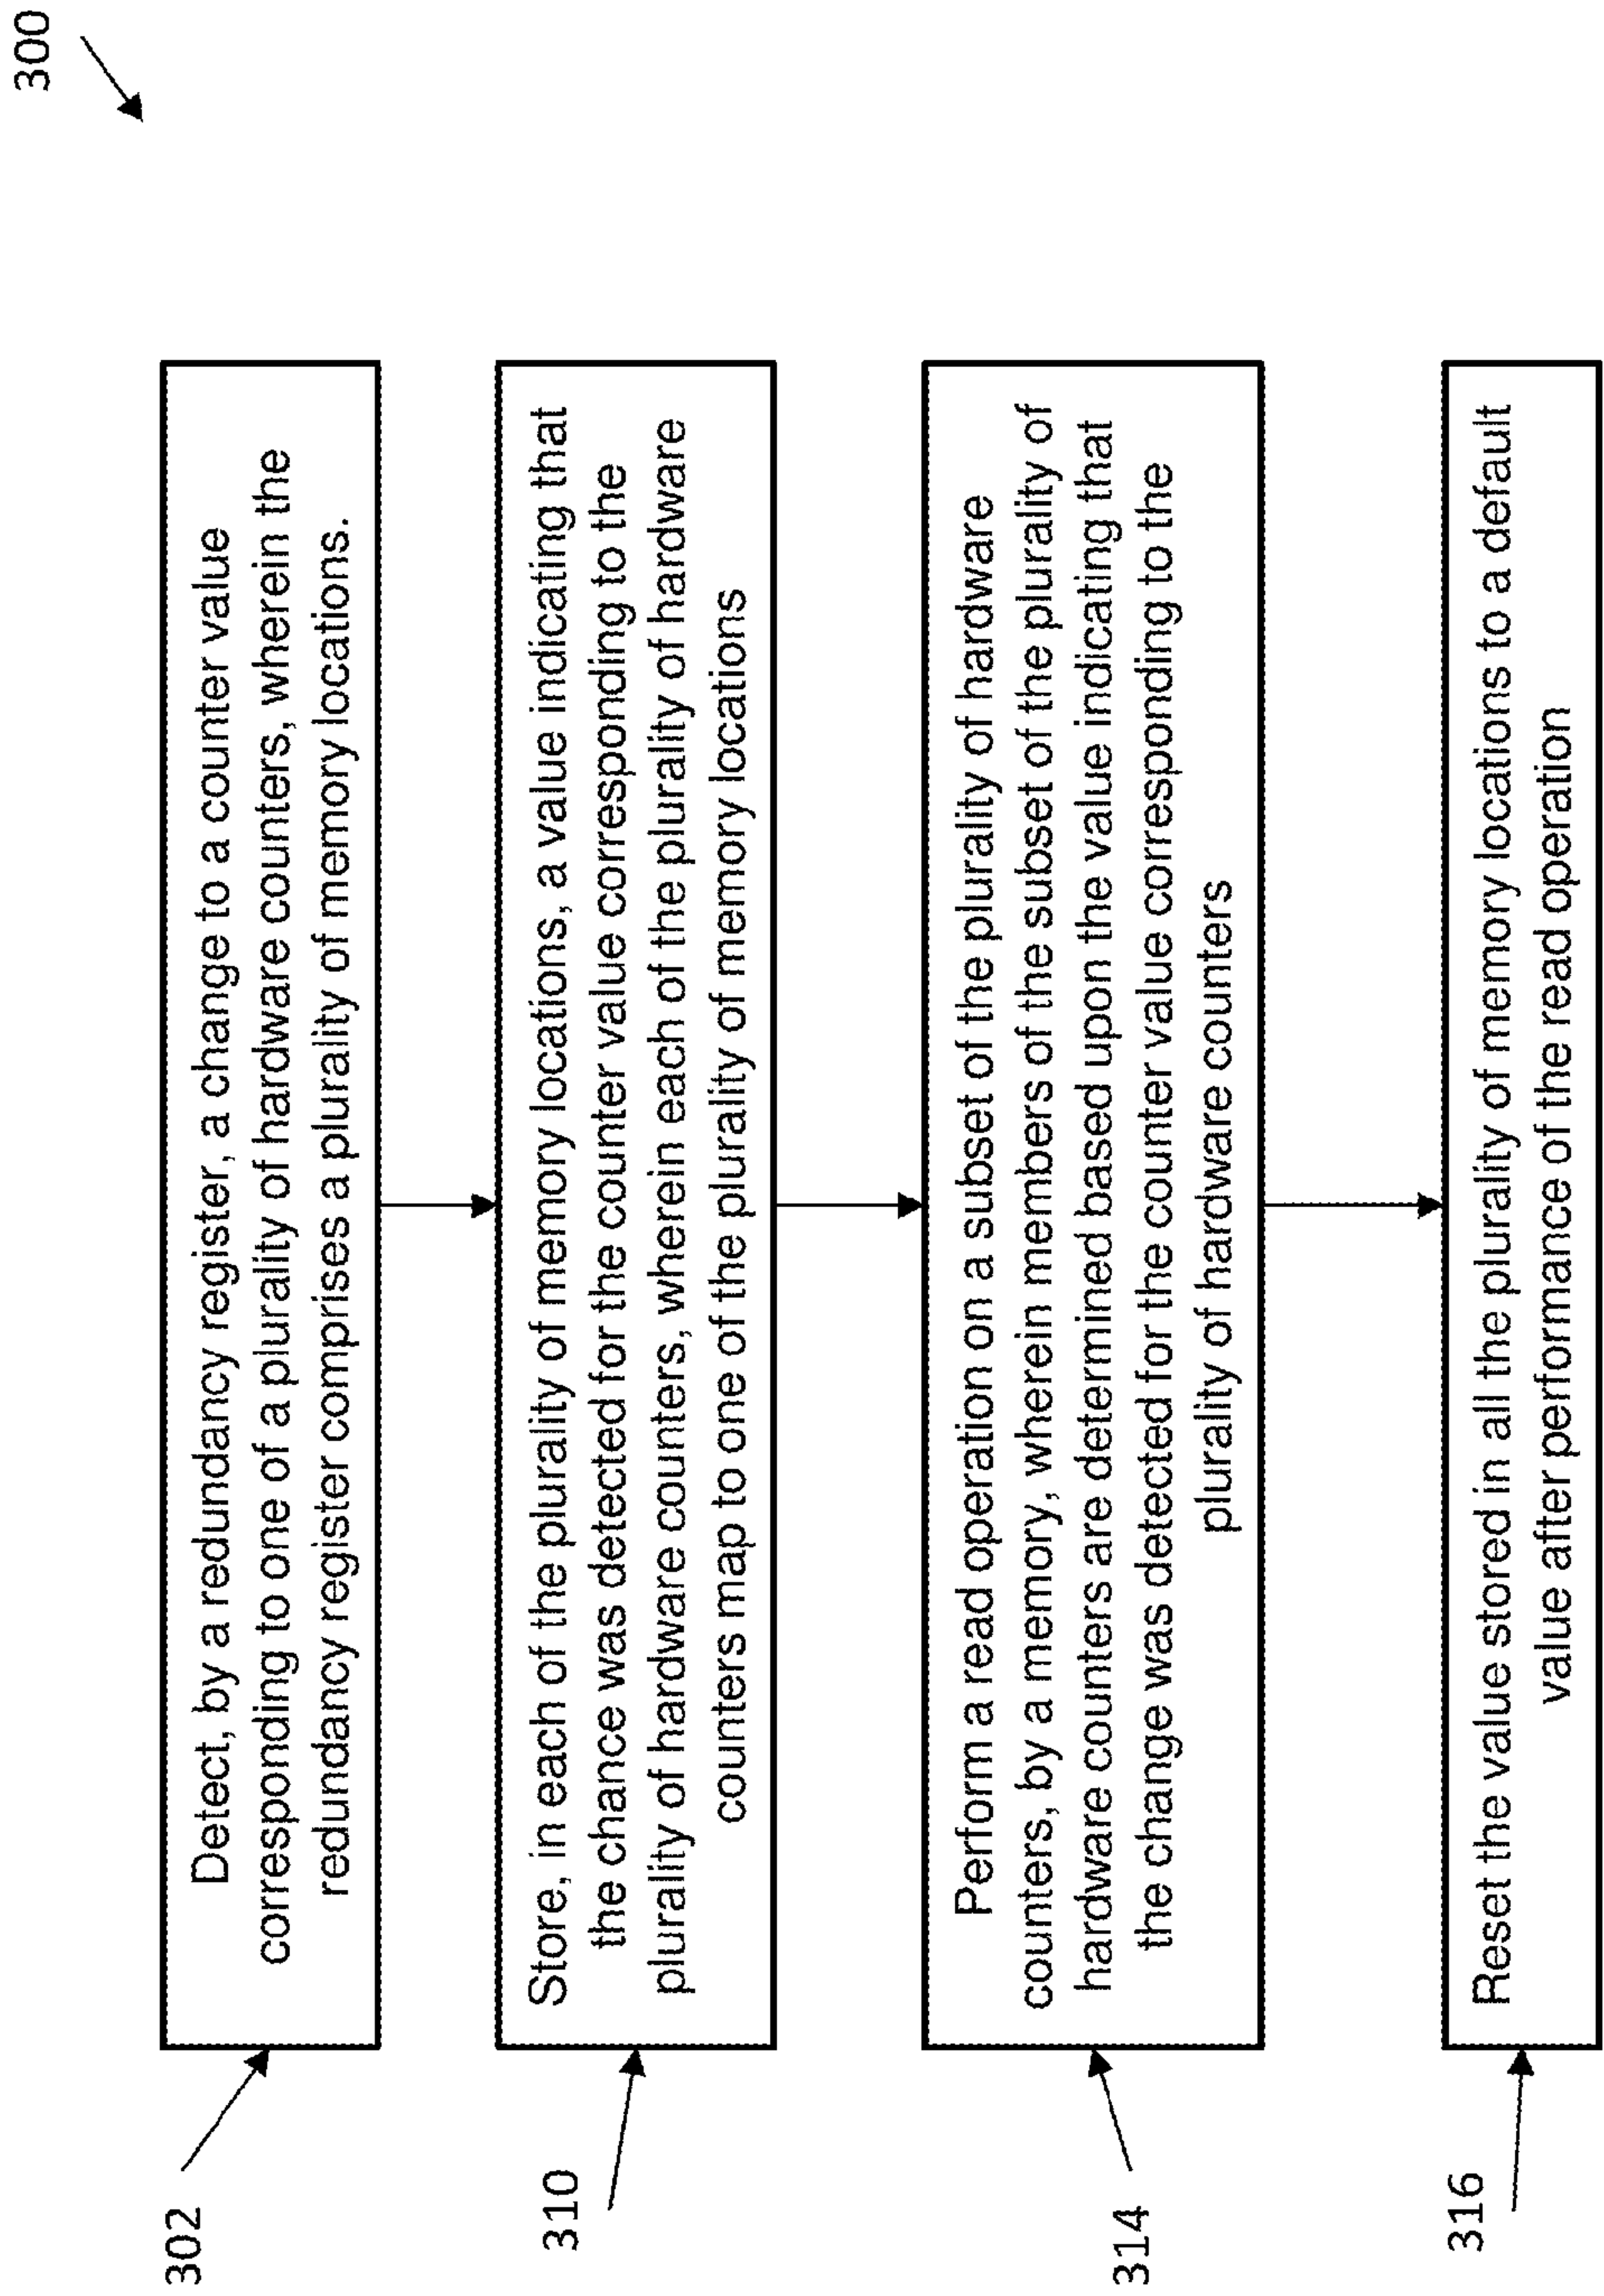 300
302
Detect, by a redundancy register, a change to a counter value
corresponding to one of a plurality of hardware counters, wherein the
redundancy register comprises a plurality of memory locations.
310
Store, in each of the plurality of memory locations, a value indicating that
the chance was detected for the counter value corresponding to the
plurality of hardware counters, wherein each of the plurality of hardware
counters map to one of the plurality of memory locations
314
Perform a read operation on a subset of the plurality of hardware
counters, by a memory, wherein members of the subset of the plurality of
hardware counters are determined based upon the value indicating that
the change was detected for the counter value corresponding to the
plurality of hardware counters
316
Reset the value stored in all the plurality of memory locations to a default
value after performance of the read operation